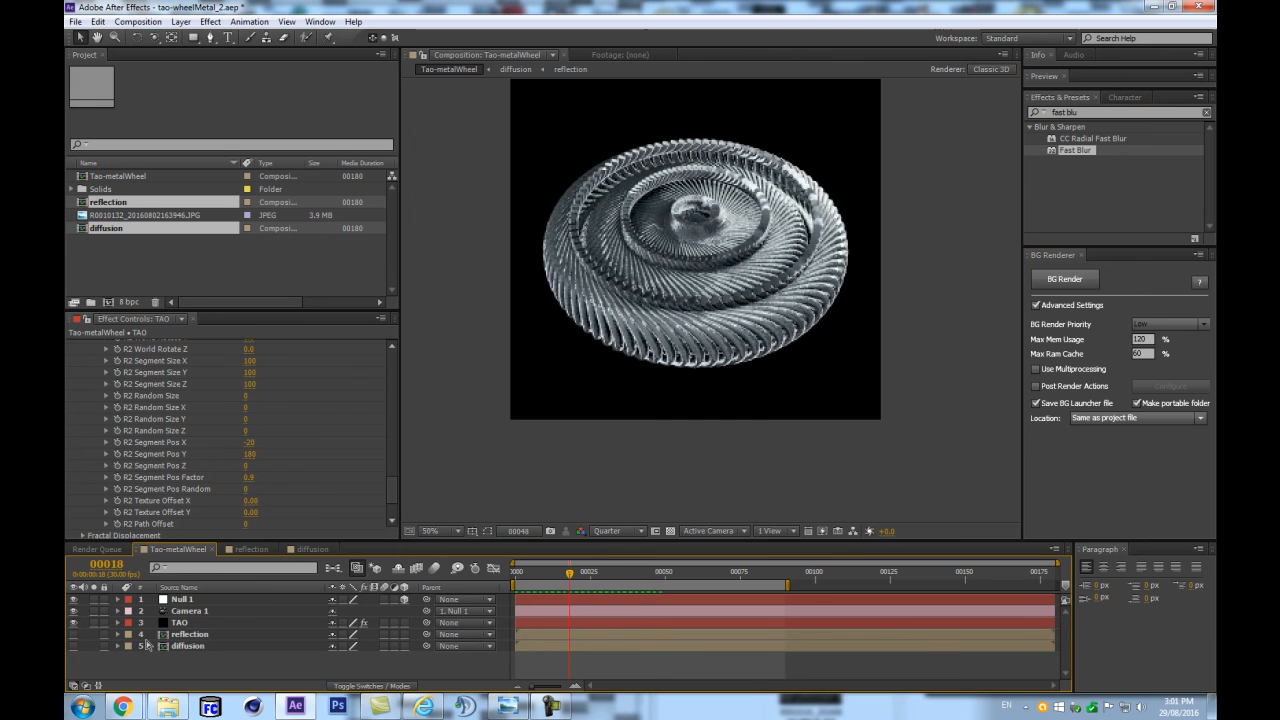 Adobe After Effects - tao-wheelMetal_2.aep *
File Edit Composition Layer Effect Animation View Window Help
Workspace: Standard Search Help
Project
Composition: Tao-metalWheel Footage: (none)
Tao-metalWheel diffusion reflection
Renderer: Classic 3D
Info Audio
Preview
Effects & Presets Character
fast blu
Blur & Sharpen
CC Radial Fast Blur
Fast Blur
Name Type Size Media Duration
Tao-metalWheel Composi... 00180
Solids Folder
reflection Composi... 00180
R0010132_20160802163946.JPG JPEG 3.9 MB
diffusion Composi... 00180
8 bpc
Effect Controls: TAO
Tao-metalWheel • TAO
R2 World Rotate Z 0.0
R2 Segment Size X 100
R2 Segment Size Y 100
R2 Segment Size Z 100
R2 Random Size 0
R2 Random Size X 0
R2 Random Size Y 0
R2 Random Size Z 0
R2 Segment Pos X -20
R2 Segment Pos Y 180
R2 Segment Pos Z 0
R2 Segment Pos Factor 0.9
R2 Segment Pos Random 0
R2 Texture Offset X 0.00
R2 Texture Offset Y 0.00
R2 Path Offset 0
Fractal Displacement
BG Renderer
BG Render ?
Advanced Settings
BG Render Priority Low
Max Mem Usage 120 %
Max Ram Cache 60 %
Use Multiprocessing
Post Render Actions
Save BG Launcher file Make portable folder
Location: Same as project file
50% 00048 Quarter Active Camera 1 View +0.0
Render Queue Tao-metalWheel reflection diffusion
00018
0:00:00:18 (30.00 fps)
# Source Name Parent
00025 00050 00075 00100 00125 00150 00175
1 Null 1 None
2 Camera 1 1. Null 1
3 TAO None
4 reflection None
5 diffusion None
Toggle Switches / Modes
Paragraph
0 px 0 px
0 px 0 px
0 px
FC Ae Ps
EN 3:01 PM
29/08/2016